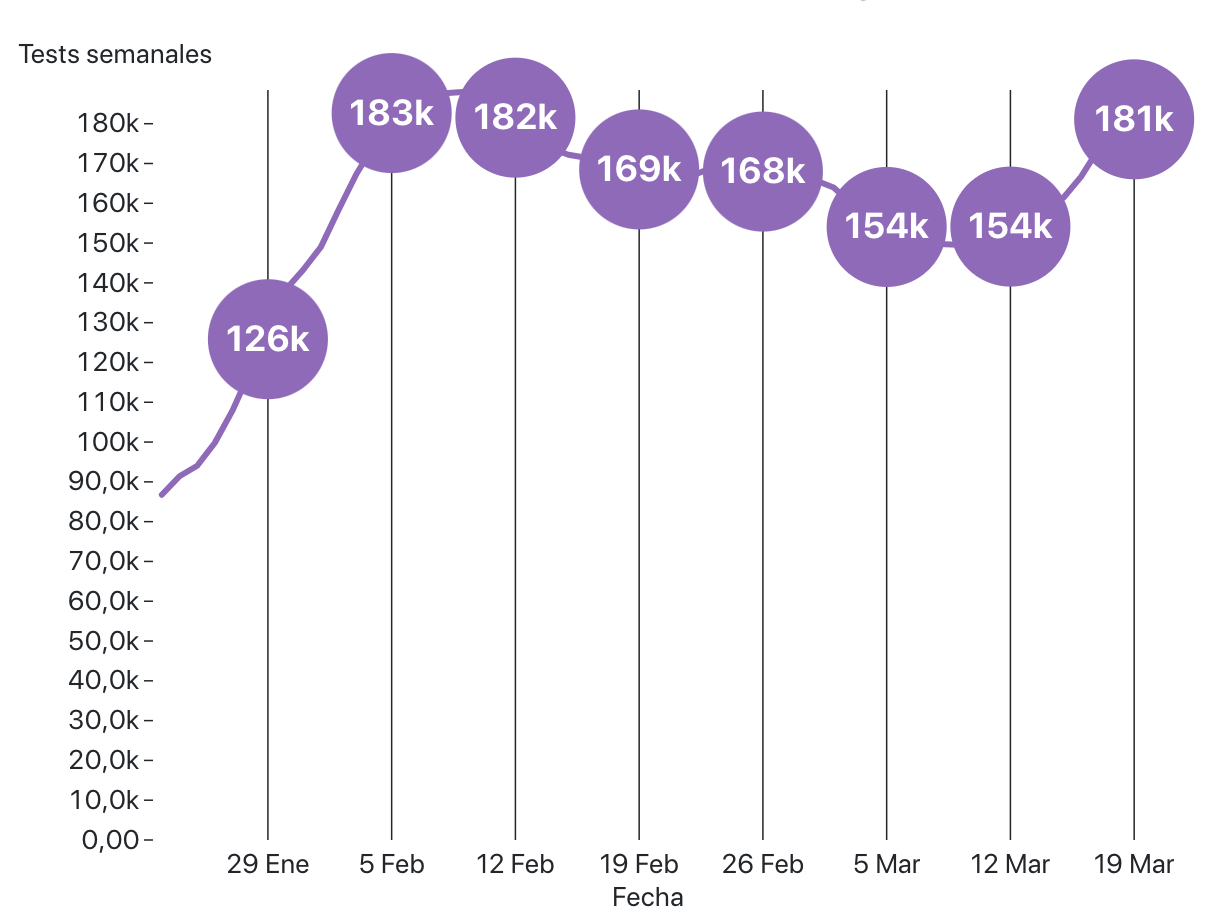 Tests semanales
183k
182k
181k
180k
170k
169k
168k
160k
154k
154k
150k
140k
130k
126k
120k
110k
100k
90,0k
80,0k
70,0k
60,0k
50,0k
40,0k
30,0k
20,0k
10,0k
0,00
29 Ene 5 Feb 12 Feb 19 Feb 26 Feb 5 Mar 12 Mar 19 Mar
Fecha